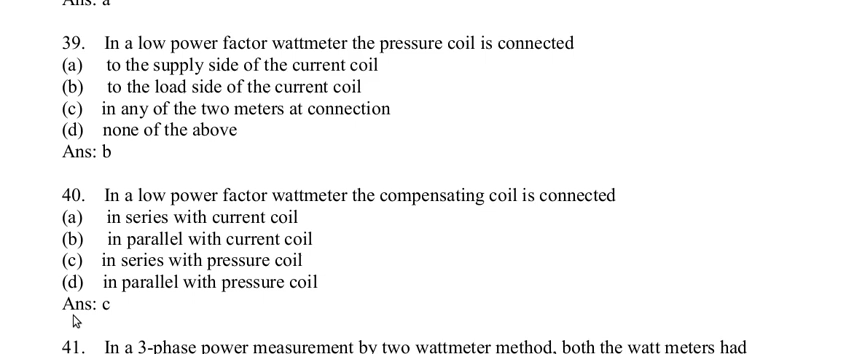 Ans: a
39. In a low power factor wattmeter the pressure coil is connected
(a) to the supply side of the current coil
(b) to the load side of the current coil
(c) in any of the two meters at connection
(d) none of the above
Ans: b
40. In a low power factor wattmeter the compensating coil is connected
(a) in series with current coil
(b) in parallel with current coil
(c) in series with pressure coil
(d) in parallel with pressure coil
Ans: c
41. In a 3-phase power measurement by two wattmeter method, both the watt meters had